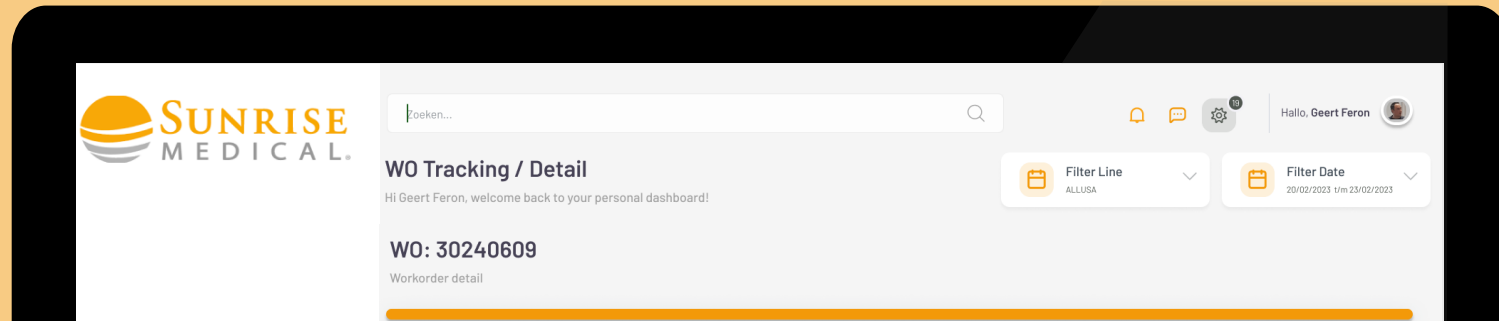 SUNRISE
MEDICAL.
Zoeken...
19
Hallo, Geert Feron
WO Tracking / Detail
Hi Geert Feron, welcome back to your personal dashboard!
Filter Line
ALLUSA
Filter Date
20/02/2023 t/m 23/02/2023
WO: 30240609
Workorder detail